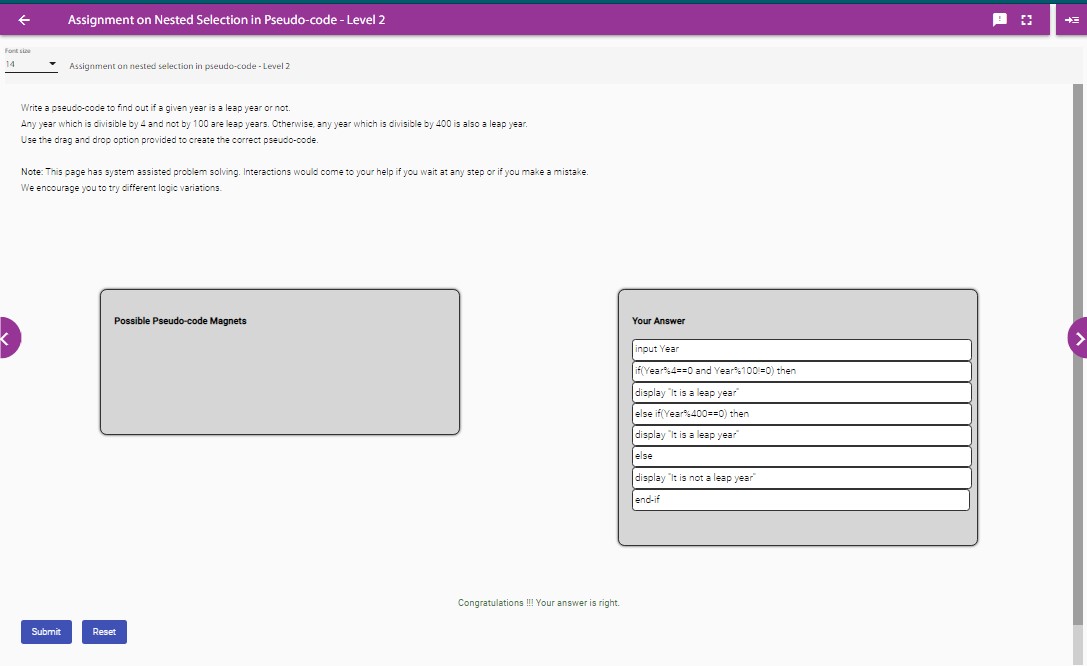 Assignment on Nested Selection in Pseudo-code - Level 2
Font size
14
Assignment on nested selection in pseudo-code - Level 2
Write a pseudo-code to find out if a given year is a leap year or not.
Any year which is divisible by 4 and not by 100 are leap years. Otherwise, any year which is divisible by 400 is also a leap year.
Use the drag and drop option provided to create the correct pseudo-code.
Note: This page has system assisted problem solving. Interactions would come to your help if you wait at any step or if you make a mistake.
We encourage you to try different logic variations.
Possible Pseudo-code Magnets
Your Answer
input Year
if(Year%4==0 and Year%100!=0) then
display "It is a leap year"
else if(Year%400==0) then
display "It is a leap year"
else
display "It is not a leap year"
end-if
Congratulations !!! Your answer is right.
Submit
Reset